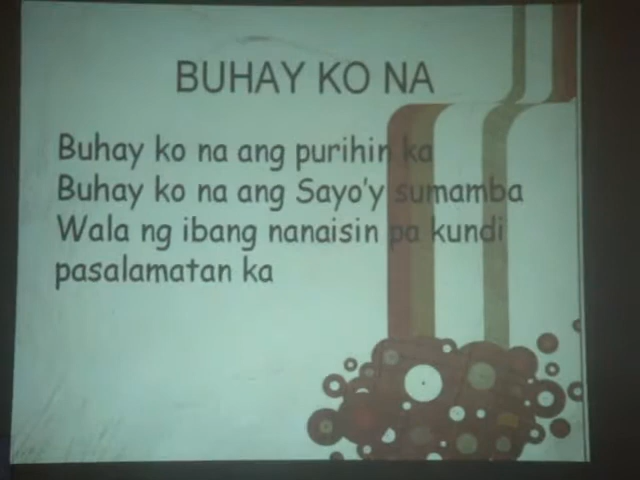 BUHAY KO NA
Buhay ko na ang purihin ka
Buhay ko na ang Sayo'y sumamba
Wala ng ibang nanaisin pa kundi
pasalamatan ka